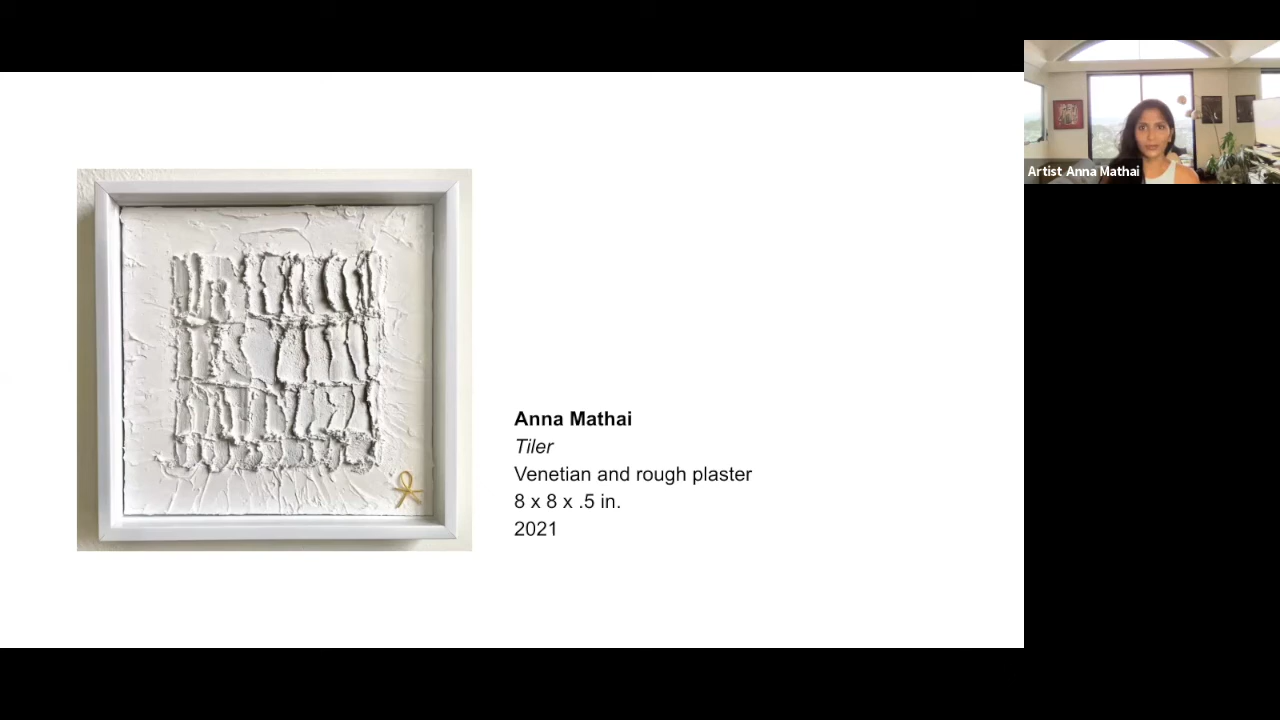 Anna Mathai
Tiler
Venetian and rough plaster
8 x 8 x .5 in.
2021
Artist Anna Mathai